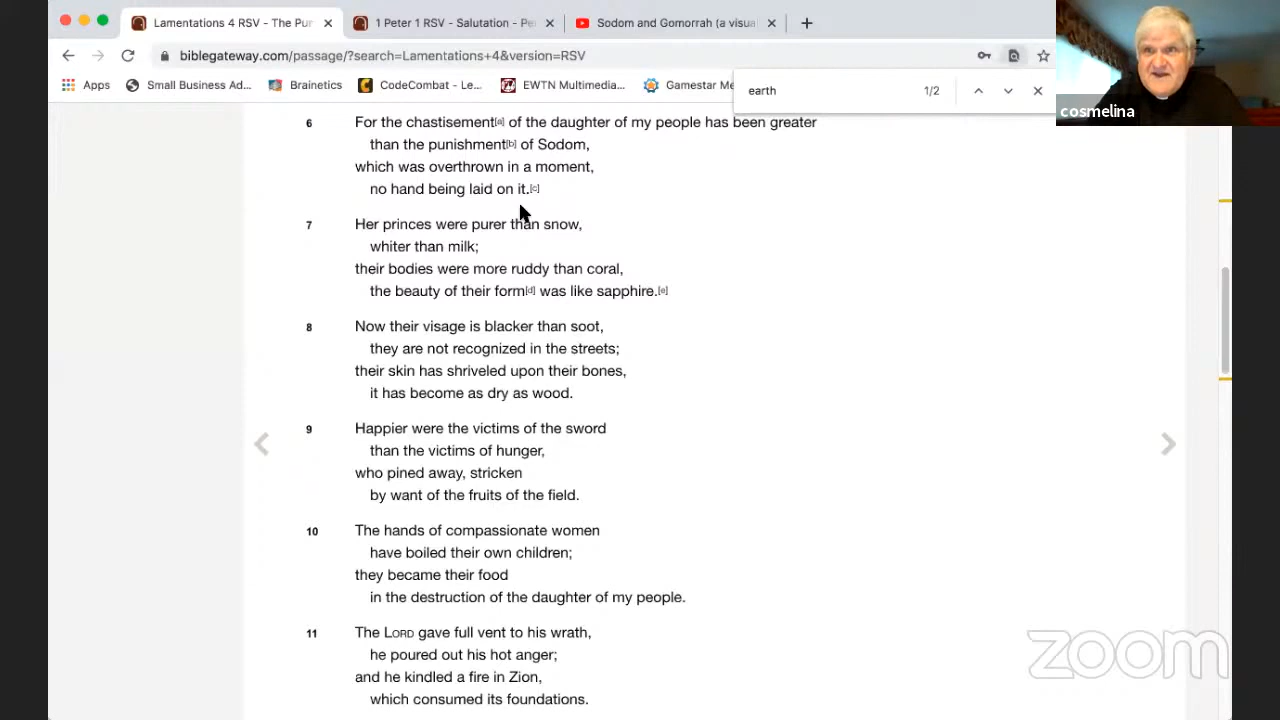 Lamentations 4 RSV - The Pun
1 Peter 1 RSV - Salutation - Pe
Sodom and Gomorrah (a visua
biblegateway.com/passage/?search=Lamentations+4&version=RSV
Apps
Small Business Ad...
Brainetics
CodeCombat - Le...
EWTN Multimedia...
Gamestar Me
earth
1/2
cosmelina
6 For the chastisement[a] of the daughter of my people has been greater
than the punishment[b] of Sodom,
which was overthrown in a moment,
no hand being laid on it.[c]
7 Her princes were purer than snow,
whiter than milk;
their bodies were more ruddy than coral,
the beauty of their form[d] was like sapphire.[e]
8 Now their visage is blacker than soot,
they are not recognized in the streets;
their skin has shriveled upon their bones,
it has become as dry as wood.
9 Happier were the victims of the sword
than the victims of hunger,
who pined away, stricken
by want of the fruits of the field.
10 The hands of compassionate women
have boiled their own children;
they became their food
in the destruction of the daughter of my people.
11 The LORD gave full vent to his wrath,
he poured out his hot anger;
and he kindled a fire in Zion,
which consumed its foundations.
zoom